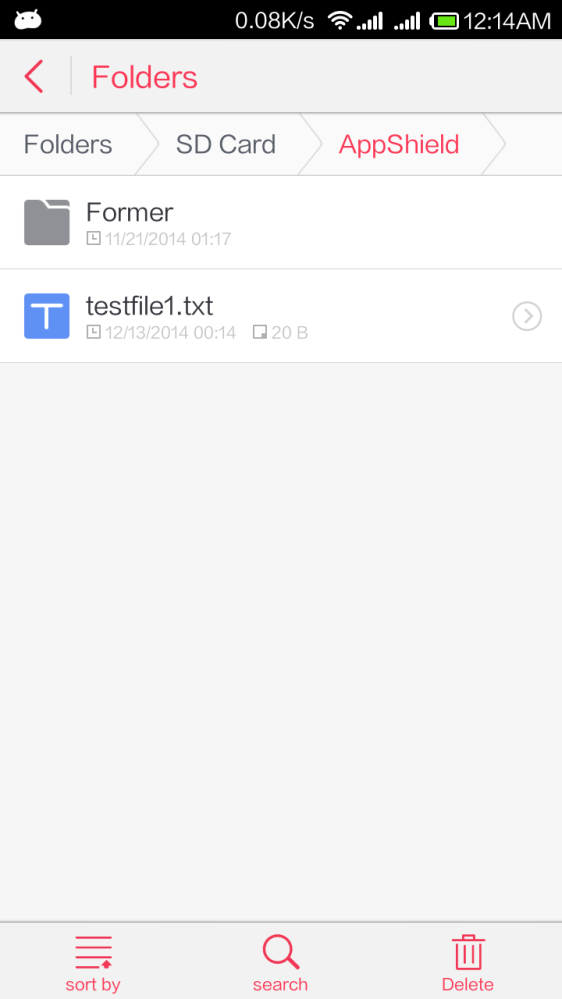 0.08K/s 12:14AM
Folders
Folders SD Card AppShield
Former
11/21/2014 01:17
T testfile1.txt
12/13/2014 00:14 20 B
sort by search Delete